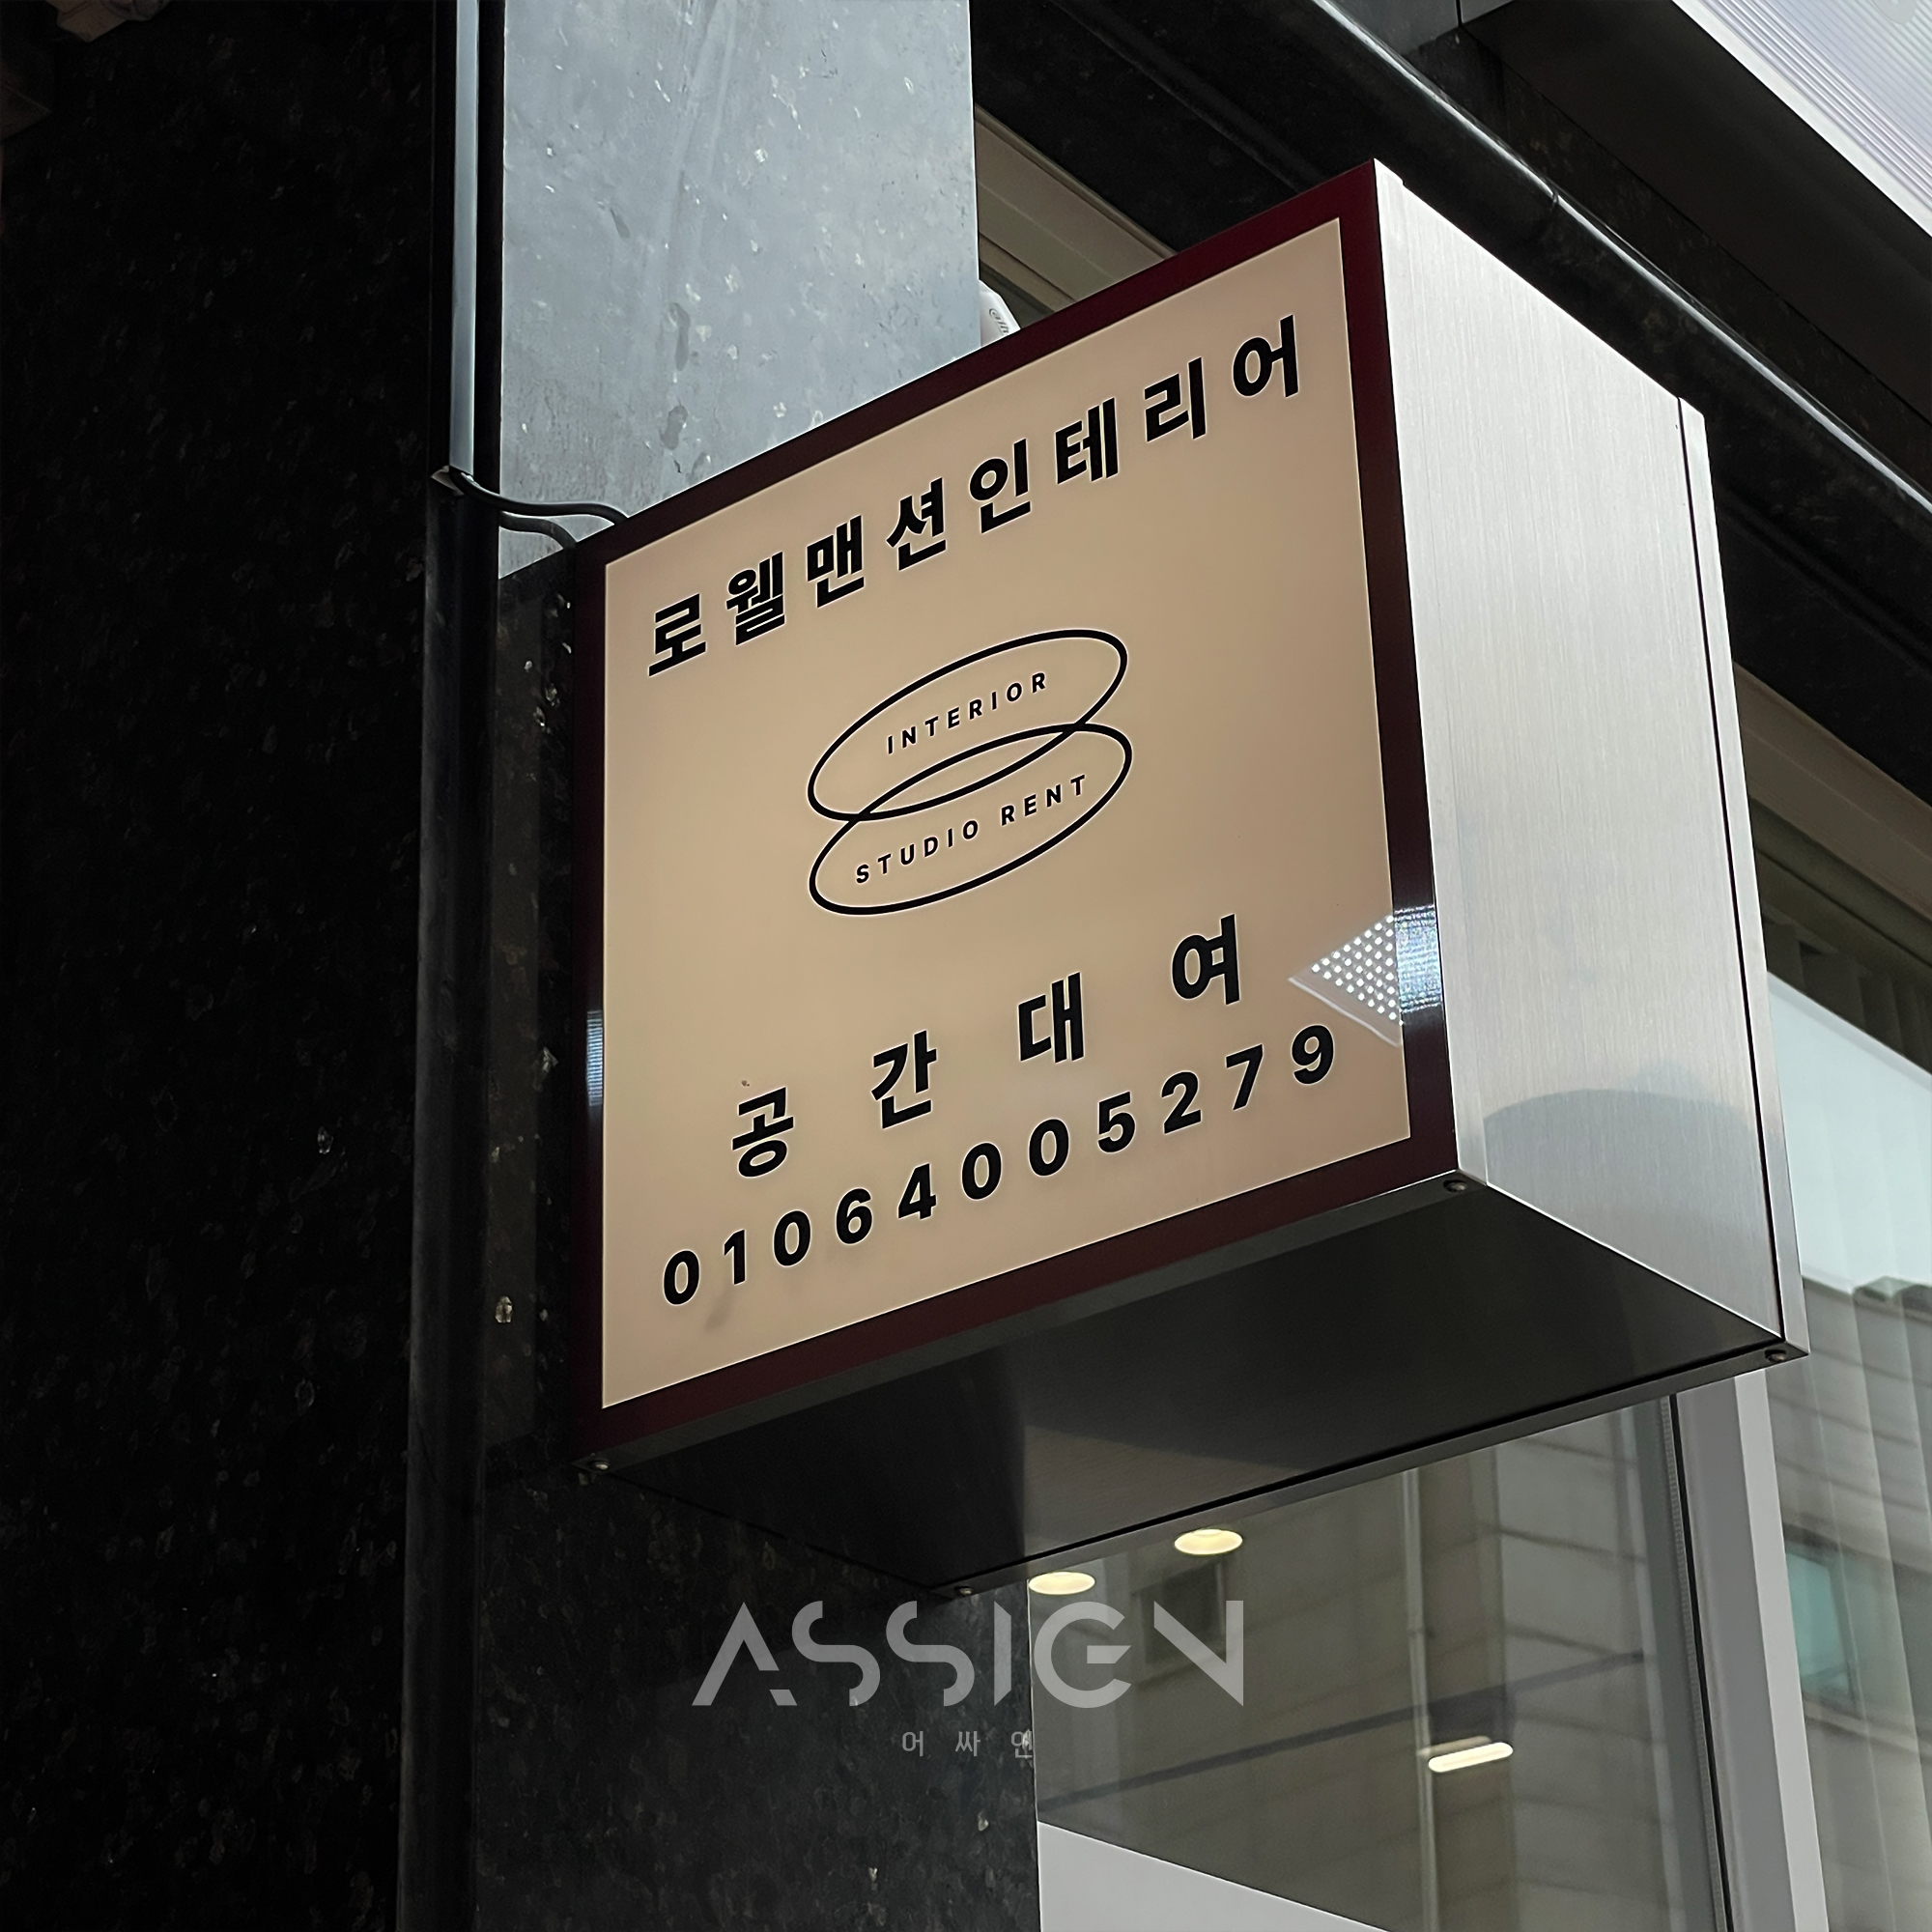 로웰맨션인테리어
INTERIOR
STUDIO RENT
공간대여
01064005279
ASSIGN
어싸인